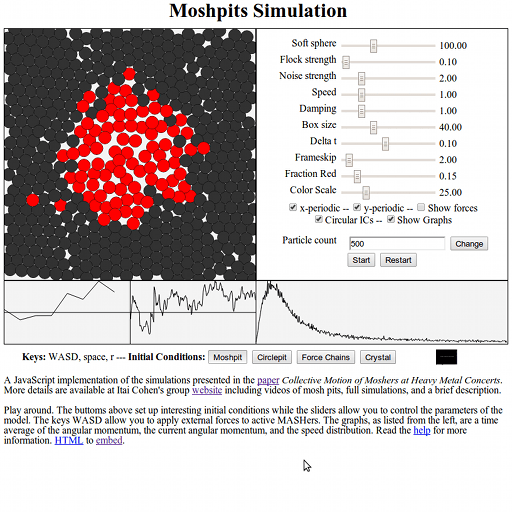 Moshpits Simulation
Soft sphere 100.00
Flock strength 0.10
Noise strength 2.00
Speed 1.00
Damping 1.00
Box size 40.00
Delta t 0.10
Frameskip 2.00
Fraction Red 0.15
Color Scale 25.00
x-periodic -- y-periodic -- Show forces
Circular ICs -- Show Graphs
Particle count 500 Change
Start Restart
Keys: WASD, space, r --- Initial Conditions: Moshpit Circlepit Force Chains Crystal
A JavaScript implementation of the simulations presented in the paper Collective Motion of Moshers at Heavy Metal Concerts.
More details are available at Itai Cohen's group website including videos of mosh pits, full simulations, and a brief description.
Play around. The buttoms above set up interesting initial conditions while the sliders allow you to control the parameters of the
model. The keys WASD allow you to apply external forces to active MASHers. The graphs, as listed from the left, are a time
average of the angular momentum, the current angular momentum, and the speed distribution. Read the help for more
information. HTML to embed.